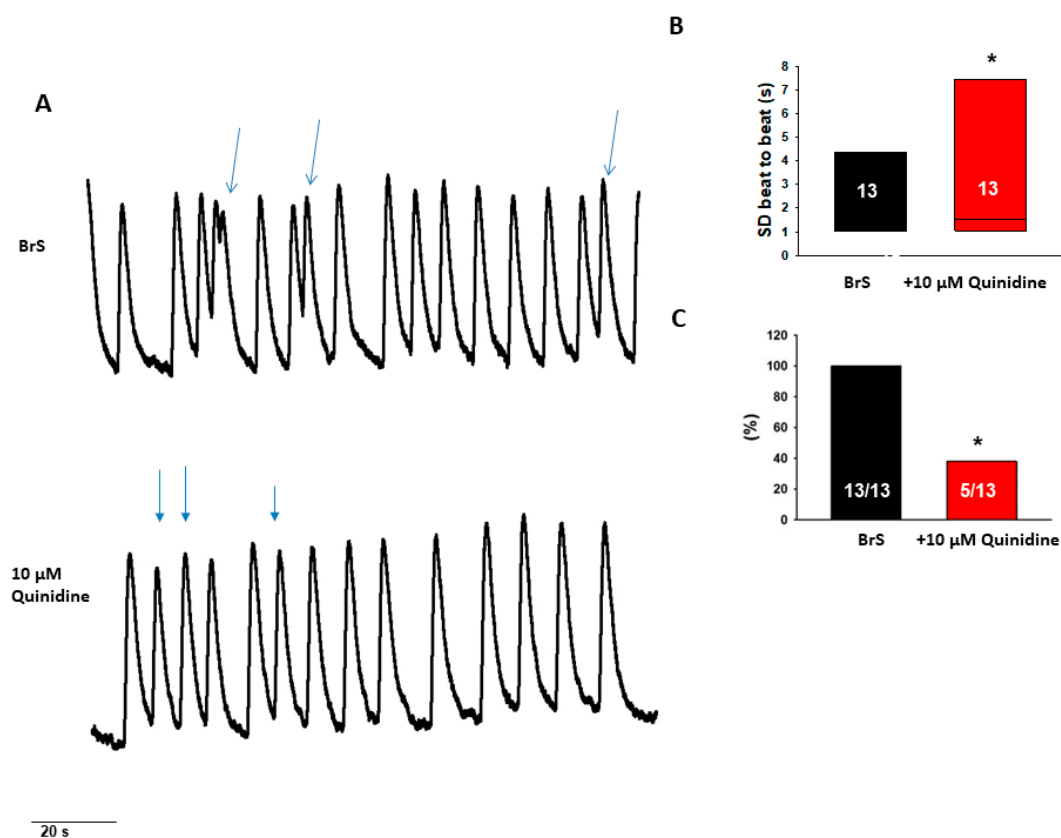 A
BrS
10 µM
Quinidine
20 s
B
*
SD beat to beat (s)
8
7
6
5
4
3
2
1
0
13
13
BrS
+10 µM Quinidine
C
*
(%)
120
100
80
60
40
20
0
13/13
5/13
BrS
+10 µM Quinidine